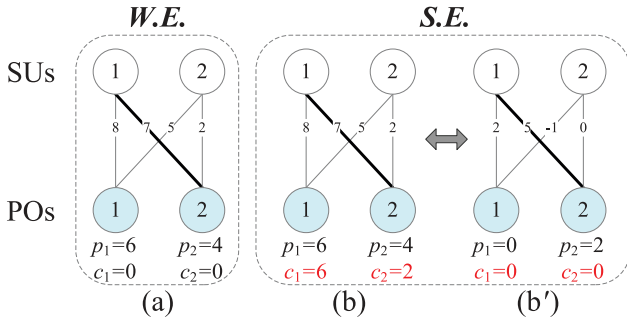 W.E. S.E.
SUs 1 2 1 2 1 2
8 7 5 2 8 7 5 2 2 5 -1 0
POs 1 2 1 2 1 2
p₁=6 p₂=4 p₁=6 p₂=4 p₁=0 p₂=2
c₁=0 c₂=0 c₁=6 c₂=2 c₁=0 c₂=0
(a) (b) (b′)